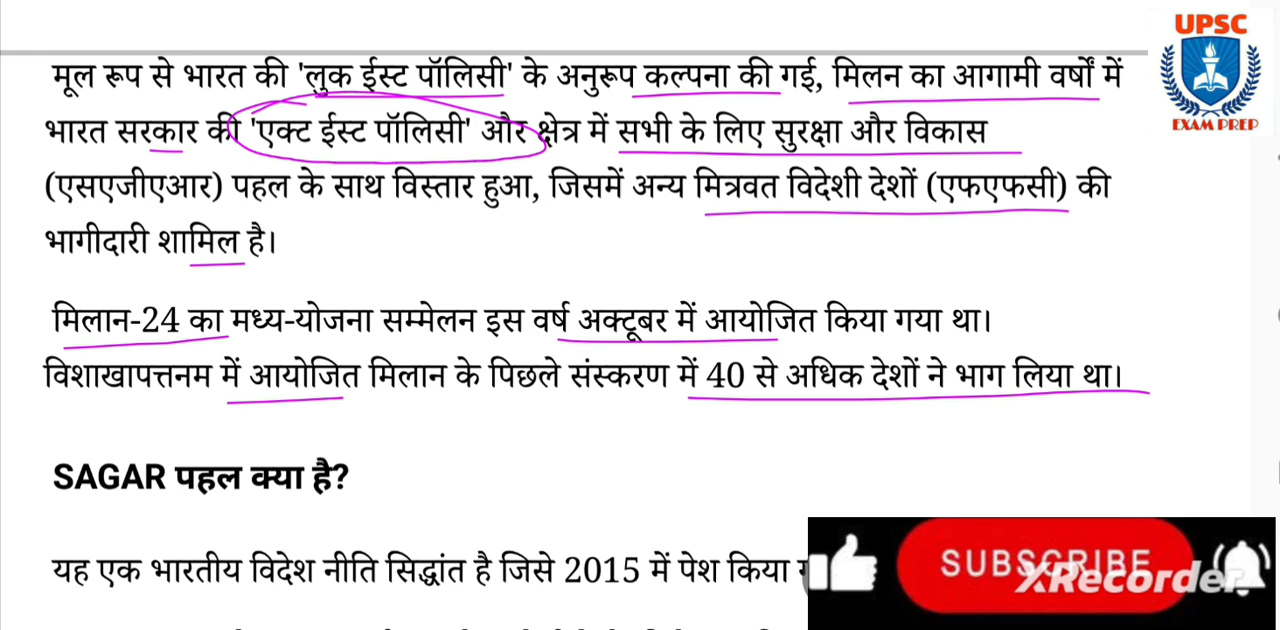 UPSC
EXAM PREP
मूल रूप से भारत की 'लुक ईस्ट पॉलिसी' के अनुरूप कल्पना की गई, मिलन का आगामी वर्षों में
भारत सरकार की 'एक्ट ईस्ट पॉलिसी' और क्षेत्र में सभी के लिए सुरक्षा और विकास
(एसएजीएआर) पहल के साथ विस्तार हुआ, जिसमें अन्य मित्रवत विदेशी देशों (एफएफसी) की
भागीदारी शामिल है।
मिलान-24 का मध्य-योजना सम्मेलन इस वर्ष अक्टूबर में आयोजित किया गया था।
विशाखापत्तनम में आयोजित मिलान के पिछले संस्करण में 40 से अधिक देशों ने भाग लिया था।
SAGAR पहल क्या है?
यह एक भारतीय विदेश नीति सिद्धांत है जिसे 2015 में पेश किया
SUBSCRIBE
XRecorder